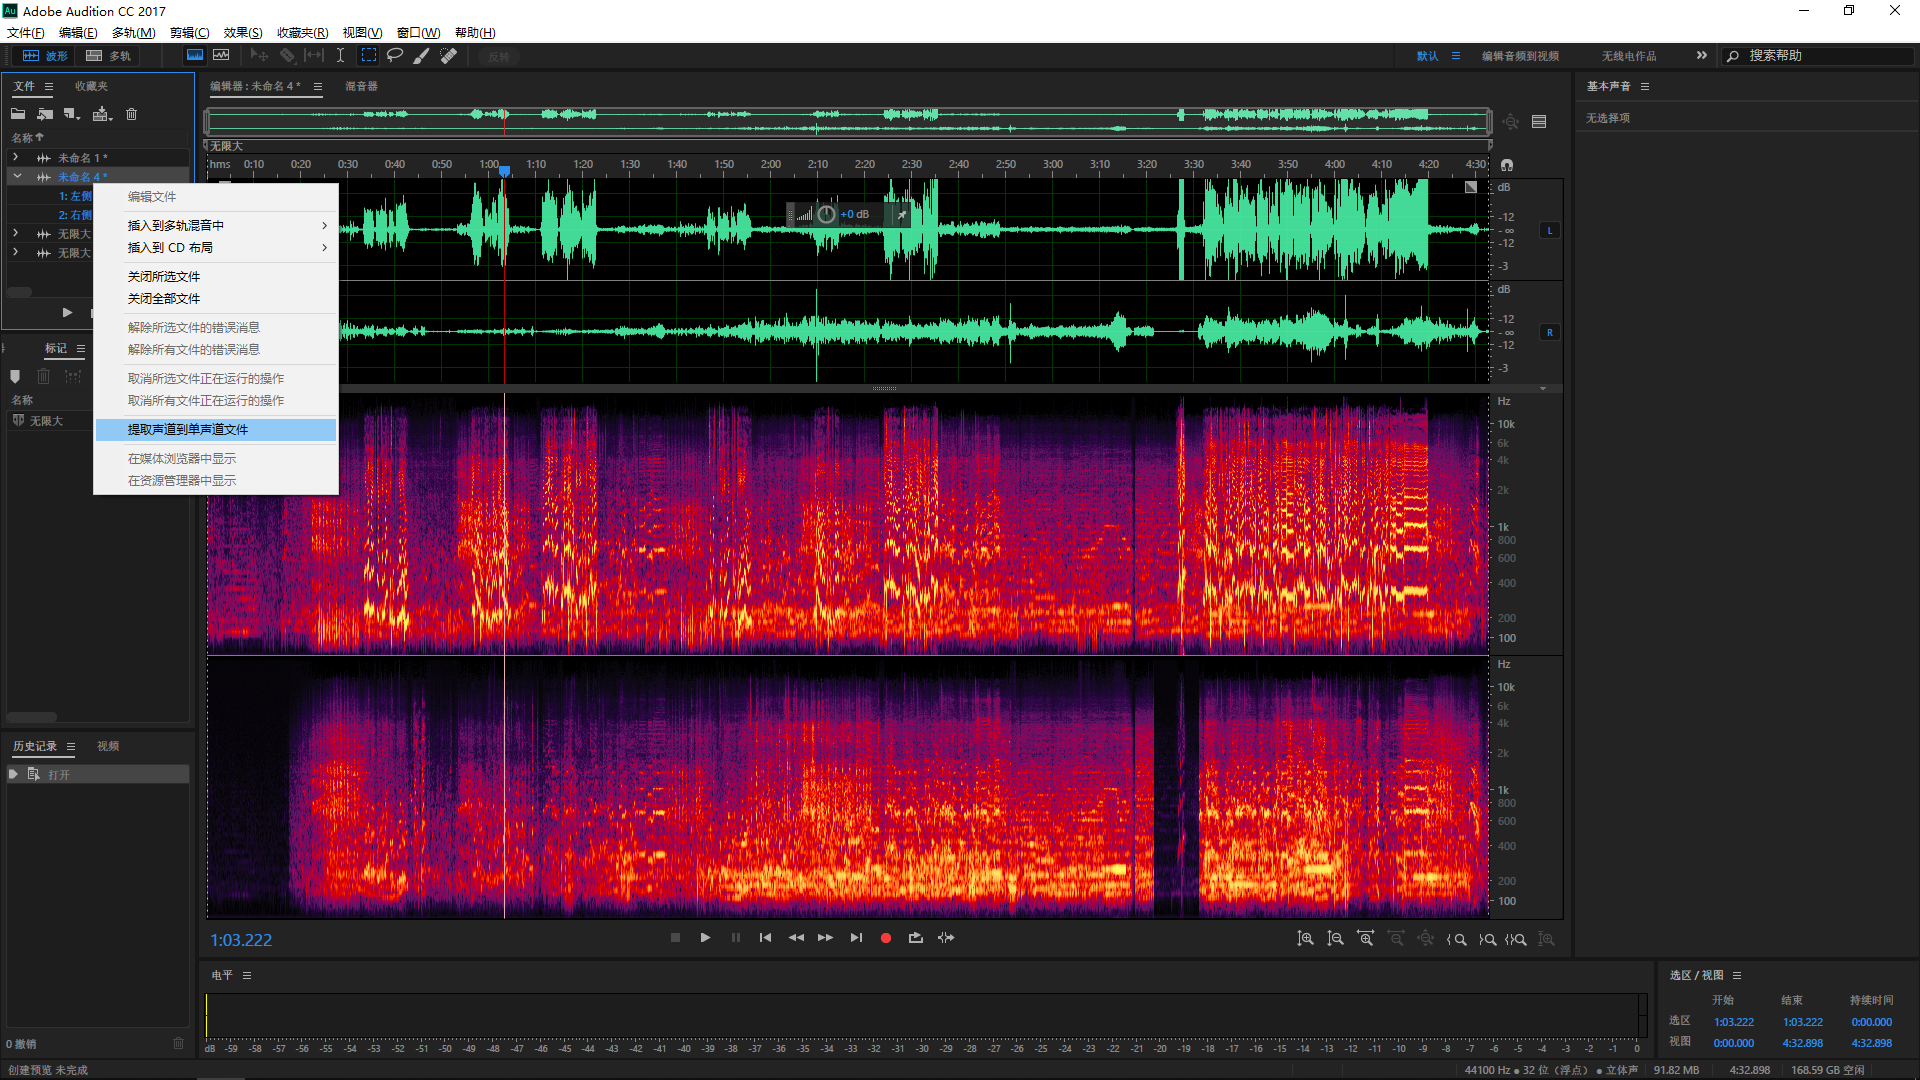 Adobe Audition CC 2017
文件(F) 编辑(E) 多轨(M) 剪辑(C) 效果(S) 收藏夹(R) 视图(V) 窗口(W) 帮助(H)
波形 多轨 反转 默认 编辑音频到视频 无线电作品 搜索帮助
文件 收藏夹
名称
未命名 1 *
未命名 4 *
1: 左侧
2: 右侧
无限大
无限大
编辑文件
插入到多轨混音中
插入到 CD 布局
关闭所选文件
关闭全部文件
解除所选文件的错误消息
解除所有文件的错误消息
取消所选文件正在运行的操作
取消所有文件正在运行的操作
提取声道到单声道文件
在媒体浏览器中显示
在资源管理器中显示
标记
名称
无限大
历史记录 视频
打开
0 撤销
创建预览 未完成
编辑器 : 未命名 4 * 混音器
无限大
hms 0:10 0:20 0:30 0:40 0:50 1:00 1:10 1:20 1:30 1:40 1:50 2:00 2:10 2:20 2:30 2:40 2:50 3:00 3:10 3:20 3:30 3:40 3:50 4:00 4:10 4:20 4:30
+0 dB
dB
-12
- ∞
-12
-3
L
dB
-12
- ∞
-12
-3
R
Hz
10k
6k
4k
2k
1k
800
600
400
200
100
Hz
10k
6k
4k
2k
1k
800
600
400
200
100
1:03.222
电平
dB -59 -58 -57 -56 -55 -54 -53 -52 -51 -50 -49 -48 -47 -46 -45 -44 -43 -42 -41 -40 -39 -38 -37 -36 -35 -34 -33 -32 -31 -30 -29 -28 -27 -26 -25 -24 -23 -22 -21 -20 -19 -18 -17 -16 -15 -14 -13 -12 -11 -10 -9 -8 -7 -6 -5 -4 -3 -2 -1 0
基本声音
无选择项
选区 / 视图
开始 结束 持续时间
选区 1:03.222 1:03.222 0:00.000
视图 0:00.000 4:32.898 4:32.898
44100 Hz ● 32 位（浮点） ● 立体声 91.82 MB 4:32.898 168.59 GB 空闲